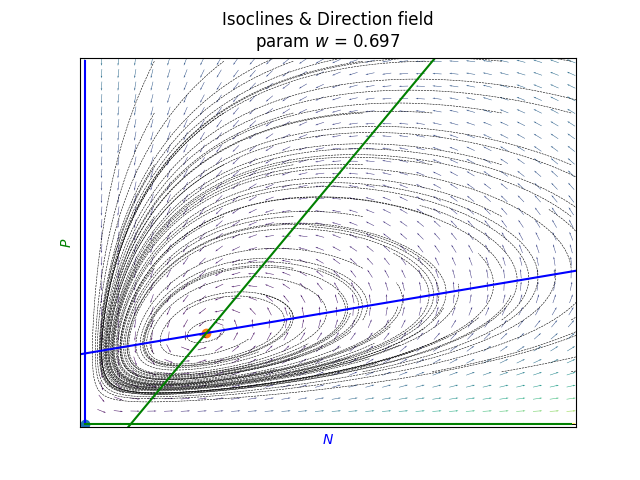 Isoclines & Direction field
param w = 0.697
P
N